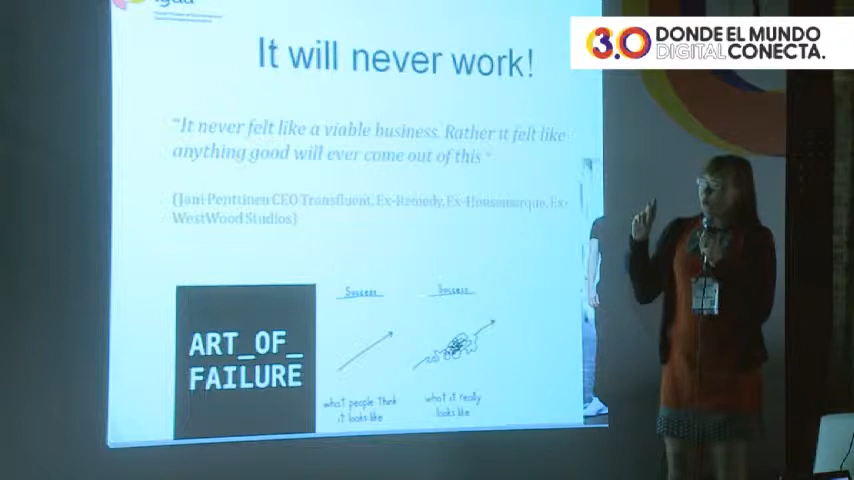 3.0 DONDE EL MUNDO
DIGITAL CONECTA.
It will never work!
"It never felt like a viable business. Rather it felt like
anything good will ever come out of this "
(Jani Penttinen CEO Transfluent, Ex-Remedy, Ex-Housemarque, Ex-
WestWood Studios)
Success
Success
ART_OF_
FAILURE
what people think
it looks like
what it really
looks like